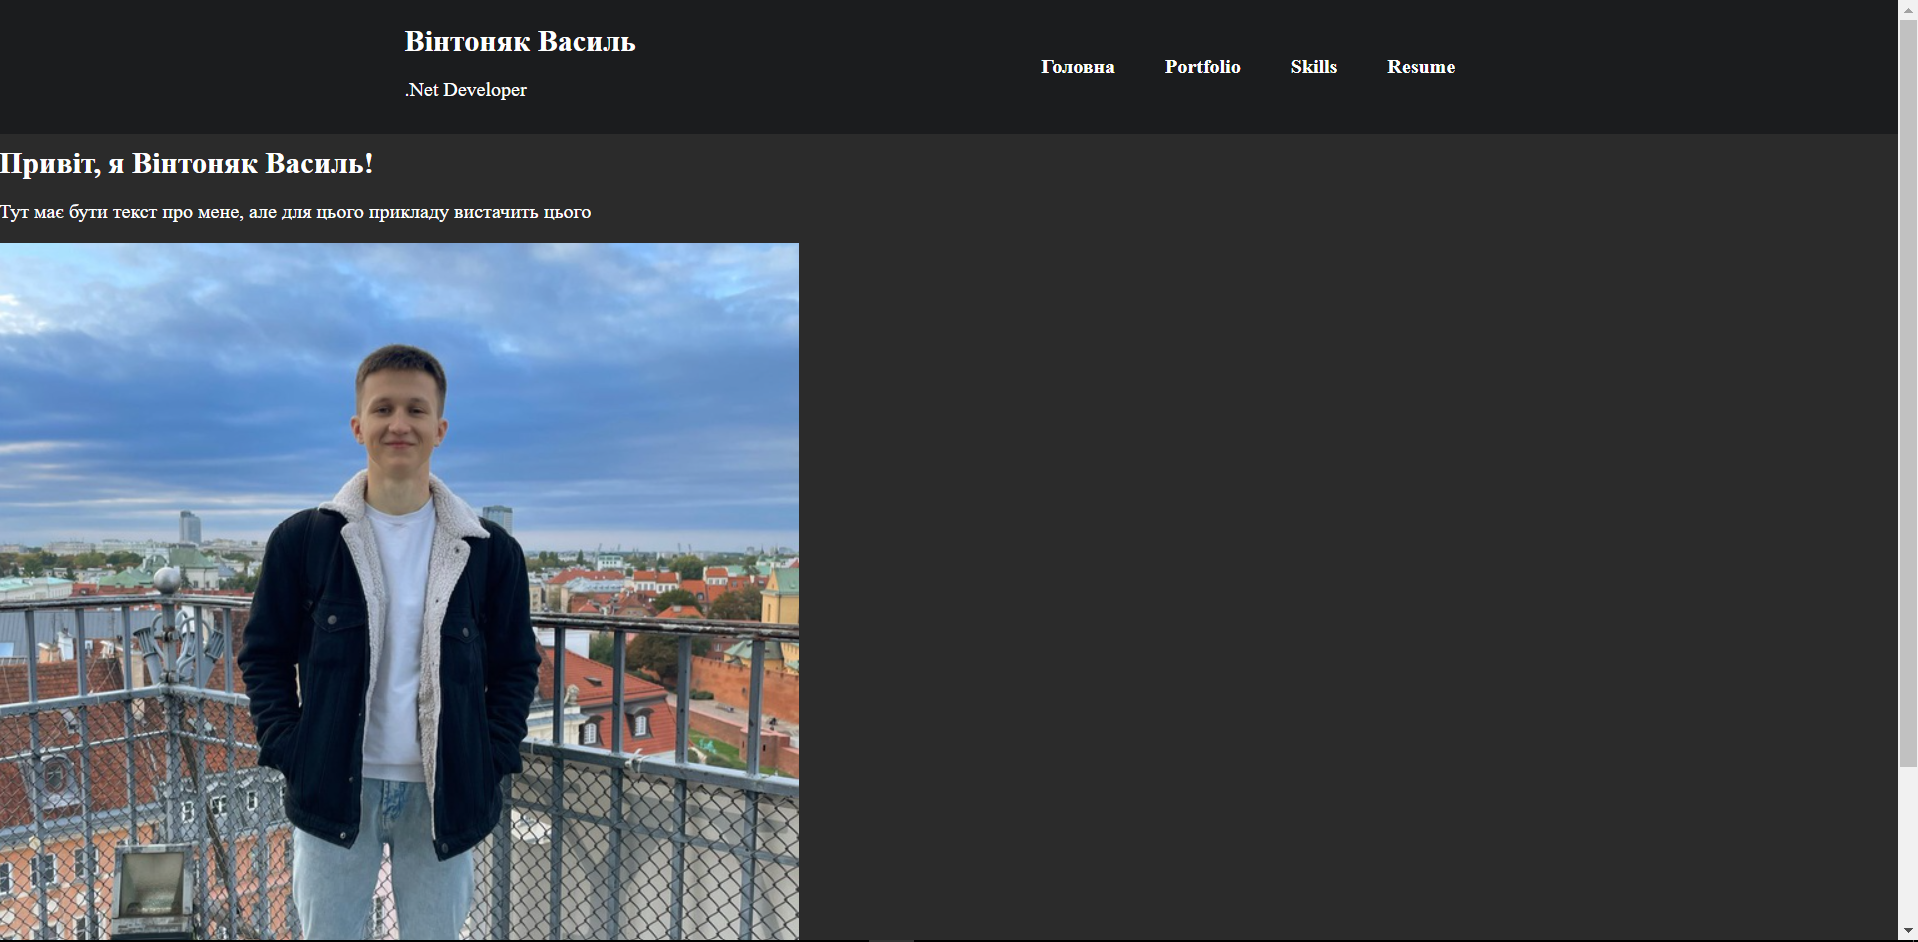 Вінтоняк Василь
.Net Developer
Головна Portfolio Skills Resume
Привіт, я Вінтоняк Василь!
Тут має бути текст про мене, але для цього прикладу вистачить цього